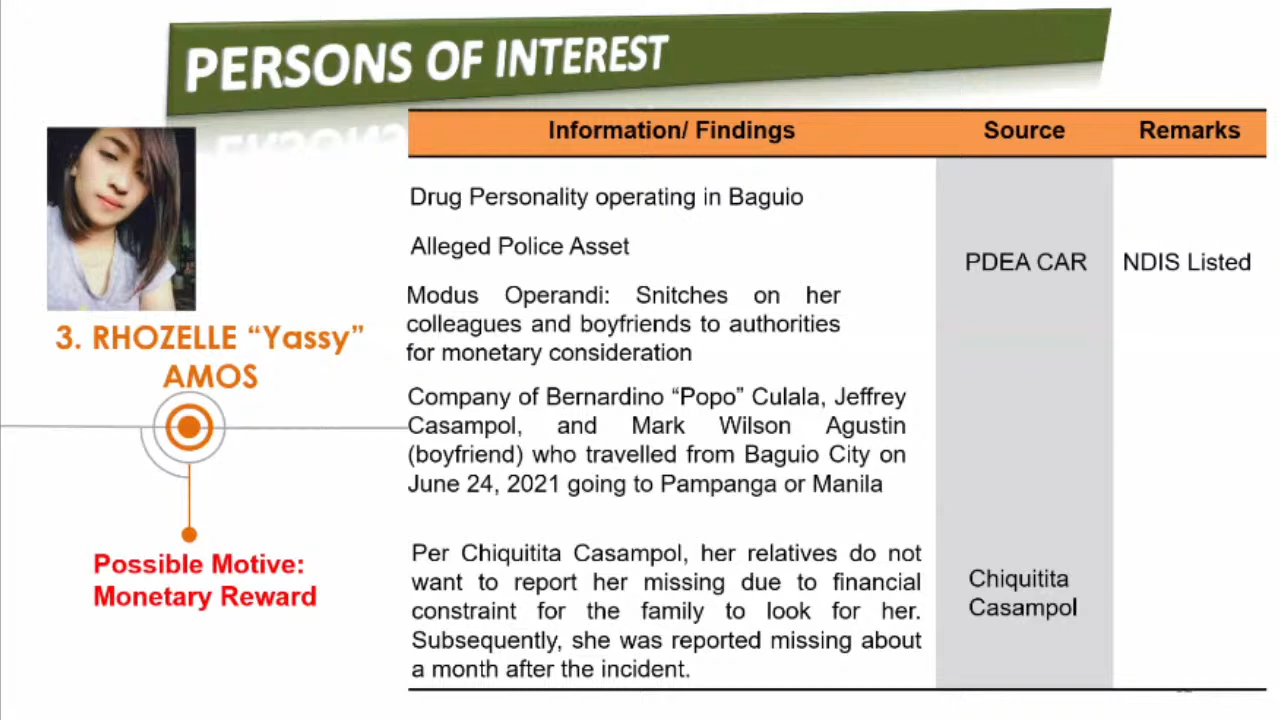 PERSONS OF INTEREST
Information/ Findings Source Remarks
Drug Personality operating in Baguio
Alleged Police Asset
PDEA CAR NDIS Listed
Modus Operandi: Snitches on her
colleagues and boyfriends to authorities
for monetary consideration
3. RHOZELLE “Yassy”
AMOS
Company of Bernardino “Popo” Culala, Jeffrey
Casampol, and Mark Wilson Agustin
(boyfriend) who travelled from Baguio City on
June 24, 2021 going to Pampanga or Manila
Possible Motive:
Monetary Reward
Per Chiquitita Casampol, her relatives do not
want to report her missing due to financial
constraint for the family to look for her.
Subsequently, she was reported missing about
a month after the incident.
Chiquitita
Casampol